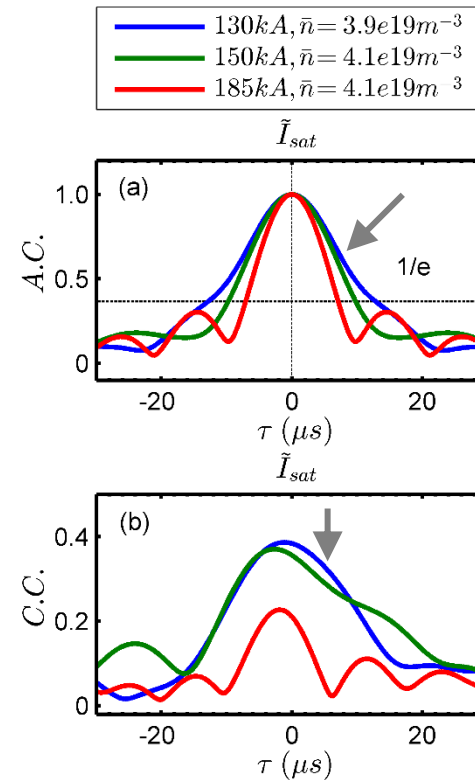 130kA, n̄ = 3.9e19m⁻³
150kA, n̄ = 4.1e19m⁻³
185kA, n̄ = 4.1e19m ³
Ĩsat
(a)
1.0
0.5
0
A.C.
1/e
-20 0 20
τ (μs)
Ĩsat
(b)
0.4
0.2
0
C.C.
-20 0 20
τ (μs)